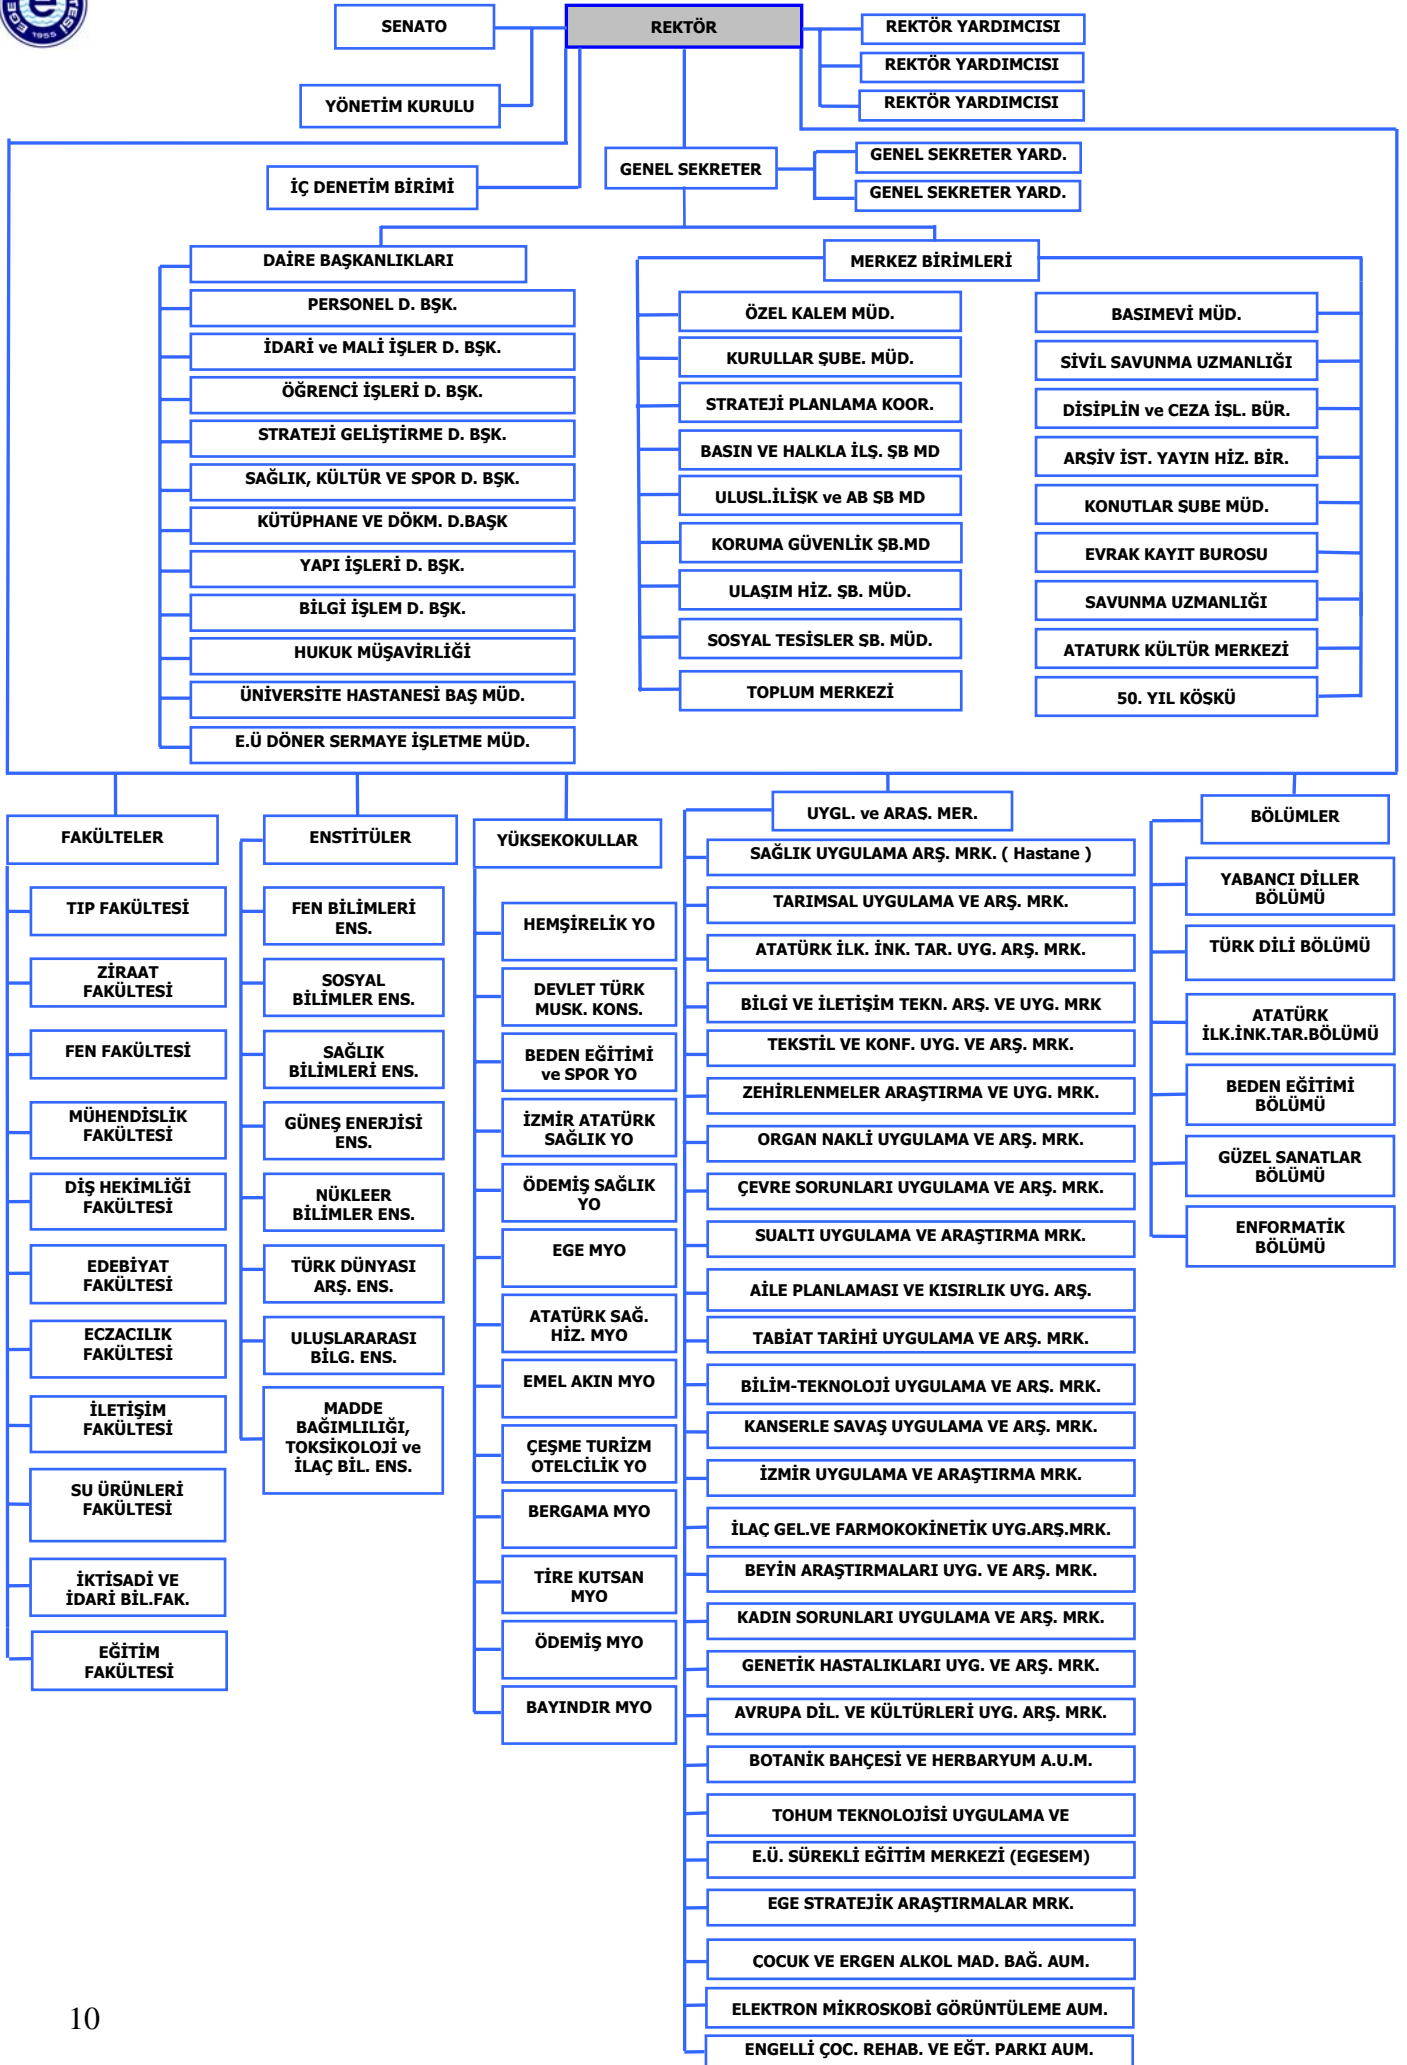 EGE
TESİ
1955
SENATO
REKTÖR
REKTÖR YARDIMCISI
REKTÖR YARDIMCISI
REKTÖR YARDIMCISI
YÖNETİM KURULU
GENEL SEKRETER
GENEL SEKRETER YARD.
GENEL SEKRETER YARD.
İÇ DENETİM BİRİMİ
DAİRE BAŞKANLIKLARI
PERSONEL D. BŞK.
İDARİ ve MALİ İŞLER D. BŞK.
ÖĞRENCİ İŞLERİ D. BŞK.
STRATEJİ GELİŞTİRME D. BŞK.
SAĞLIK, KÜLTÜR VE SPOR D. BŞK.
KÜTÜPHANE VE DÖKM. D.BAŞK
YAPI İŞLERİ D. BŞK.
BİLGİ İŞLEM D. BŞK.
HUKUK MÜŞAVİRLİĞİ
ÜNİVERSİTE HASTANESİ BAŞ MÜD.
E.Ü DÖNER SERMAYE İŞLETME MÜD.
MERKEZ BİRİMLERİ
ÖZEL KALEM MÜD.
KURULLAR ŞUBE. MÜD.
STRATEJİ PLANLAMA KOOR.
BASIN VE HALKLA İLŞ. ŞB MD
ULUSL.İLİŞK ve AB ŞB MD
KORUMA GÜVENLİK ŞB.MD
ULAŞIM HİZ. ŞB. MÜD.
SOSYAL TESİSLER ŞB. MÜD.
TOPLUM MERKEZİ
BASIMEVİ MÜD.
SİVİL SAVUNMA UZMANLIĞI
DİSİPLİN ve CEZA İŞL. BÜR.
ARŞİV İST. YAYIN HİZ. BİR.
KONUTLAR ŞUBE MÜD.
EVRAK KAYIT BUROSU
SAVUNMA UZMANLIĞI
ATATURK KÜLTÜR MERKEZİ
50. YIL KÖŞKÜ
FAKÜLTELER
TIP FAKÜLTESİ
ZİRAAT
FAKÜLTESİ
FEN FAKÜLTESİ
MÜHENDİSLİK
FAKÜLTESİ
DİŞ HEKİMLİĞİ
FAKÜLTESİ
EDEBİYAT
FAKÜLTESİ
ECZACILIK
FAKÜLTESİ
İLETİŞİM
FAKÜLTESİ
SU ÜRÜNLERİ
FAKÜLTESİ
İKTİSADİ VE
İDARİ BİL.FAK.
EĞİTİM
FAKÜLTESİ
ENSTİTÜLER
FEN BİLİMLERİ
ENS.
SOSYAL
BİLİMLER ENS.
SAĞLIK
BİLİMLERİ ENS.
GÜNEŞ ENERJİSİ
ENS.
NÜKLEER
BİLİMLER ENS.
TÜRK DÜNYASI
ARŞ. ENS.
ULUSLARARASI
BİLG. ENS.
MADDE
BAĞIMLILIĞI,
TOKSİKOLOJİ ve
İLAÇ BİL. ENS.
YÜKSEKOKULLAR
HEMŞİRELİK YO
DEVLET TÜRK
MUSK. KONS.
BEDEN EĞİTİMİ
ve SPOR YO
İZMİR ATATÜRK
SAĞLIK YO
ÖDEMİŞ SAĞLIK
YO
EGE MYO
ATATÜRK SAĞ.
HİZ. MYO
EMEL AKIN MYO
ÇEŞME TURİZM
OTELCİLİK YO
BERGAMA MYO
TİRE KUTSAN
MYO
ÖDEMİŞ MYO
BAYINDIR MYO
UYGL. ve ARAŞ. MER.
SAĞLIK UYGULAMA ARŞ. MRK. ( Hastane )
TARIMSAL UYGULAMA VE ARŞ. MRK.
ATATÜRK İLK. İNK. TAR. UYG. ARŞ. MRK.
BİLGİ VE İLETİŞİM TEKN. ARŞ. VE UYG. MRK
TEKSTİL VE KONF. UYG. VE ARŞ. MRK.
ZEHİRLENMELER ARAŞTIRMA VE UYG. MRK.
ORGAN NAKLİ UYGULAMA VE ARŞ. MRK.
ÇEVRE SORUNLARI UYGULAMA VE ARŞ. MRK.
SUALTI UYGULAMA VE ARAŞTIRMA MRK.
AİLE PLANLAMASI VE KISIRLIK UYG. ARŞ.
TABİAT TARİHİ UYGULAMA VE ARŞ. MRK.
BİLİM-TEKNOLOJİ UYGULAMA VE ARŞ. MRK.
KANSERLE SAVAŞ UYGULAMA VE ARŞ. MRK.
İZMİR UYGULAMA VE ARAŞTIRMA MRK.
İLAÇ GEL.VE FARMOKOKİNETİK UYG.ARŞ.MRK.
BEYİN ARAŞTIRMALARI UYG. VE ARŞ. MRK.
KADIN SORUNLARI UYGULAMA VE ARŞ. MRK.
GENETİK HASTALIKLARI UYG. VE ARŞ. MRK.
AVRUPA DİL. VE KÜLTÜRLERİ UYG. ARŞ. MRK.
BOTANİK BAHÇESİ VE HERBARYUM A.U.M.
TOHUM TEKNOLOJİSİ UYGULAMA VE
E.Ü. SÜREKLİ EĞİTİM MERKEZİ (EGESEM)
EGE STRATEJİK ARAŞTIRMALAR MRK.
ÇOCUK VE ERGEN ALKOL MAD. BAĞ. AUM.
ELEKTRON MİKROSKOBİ GÖRÜNTÜLEME AUM.
ENGELLİ ÇOC. REHAB. VE EĞT. PARKI AUM.
BÖLÜMLER
YABANCI DİLLER
BÖLÜMÜ
TÜRK DİLİ BÖLÜMÜ
ATATÜRK
İLK.İNK.TAR.BÖLÜMÜ
BEDEN EĞİTİMİ
BÖLÜMÜ
GÜZEL SANATLAR
BÖLÜMÜ
ENFORMATİK
BÖLÜMÜ
10